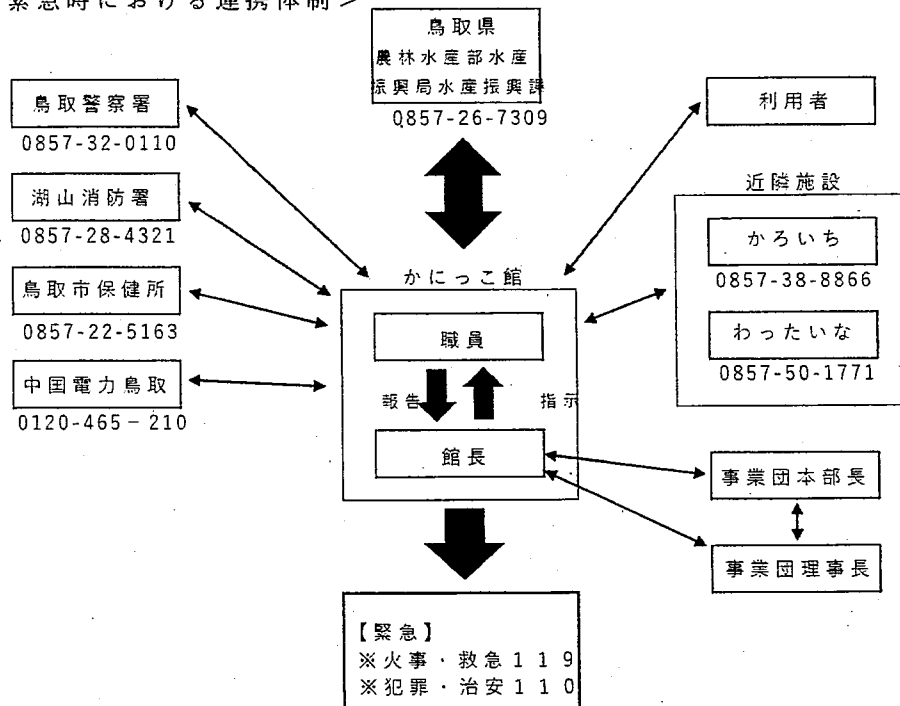 緊急時における連携体制＞
鳥取県
農林水産部水産
振興局水産振興課
0857-26-7309
鳥取警察署
0857-32-0110
湖山消防署
0857-28-4321
鳥取市保健所
0857-22-5163
中国電力鳥取
0120-465－210
利用者
近隣施設
かろいち
0857-38-8866
わったいな
0857-50-1771
かにっこ館
職員
報告
指示
館長
事業団本部長
事業団理事長
【緊急】
※火事・救急１１９
※犯罪・治安１１０